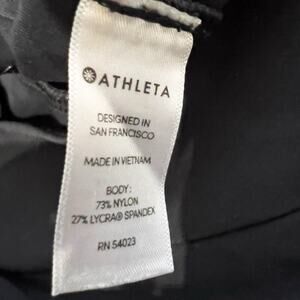 ATHLETA
DESIGNED IN
SAN FRANCISCO
MADE IN VIETNAM
BODY:
73% NYLON
27% LYCRA® SPANDEX
RN 54023